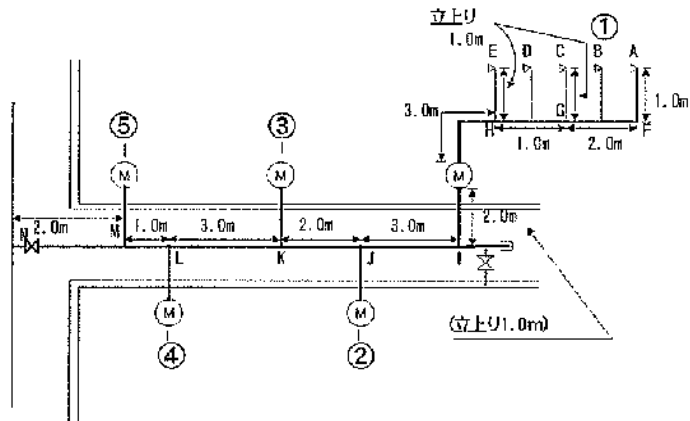 立上り
1.0m
①
E D C B A
3.0m
1.0m
G
H F
1.0m 2.0m
⑤ ③
M M M
2.0m
2.0m
N M
1.0m 3.0m 2.0m 3.0m
L K J I
M M
(立上り1.0m)
④ ②